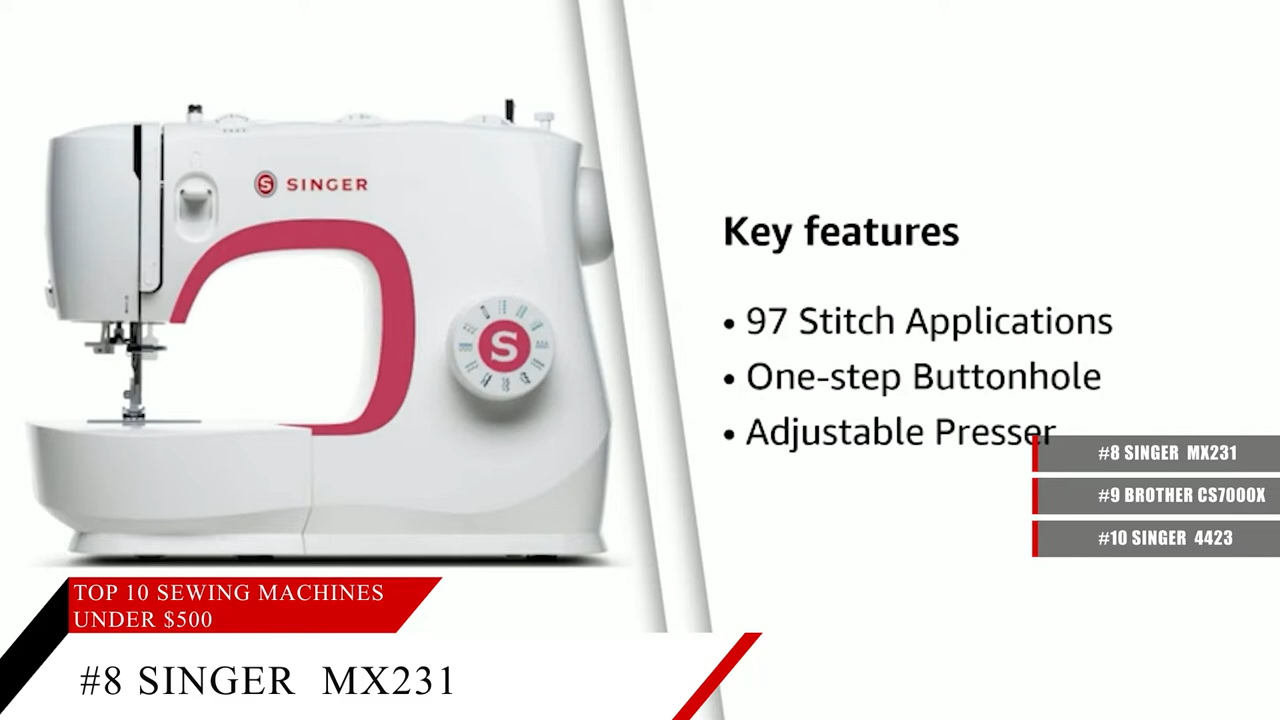 SINGER
S
Key features
• 97 Stitch Applications
• One-step Buttonhole
• Adjustable Presser
#8 SINGER MX231
#9 BROTHER CS7000X
#10 SINGER 4423
TOP 10 SEWING MACHINES
UNDER $500
#8 SINGER MX231